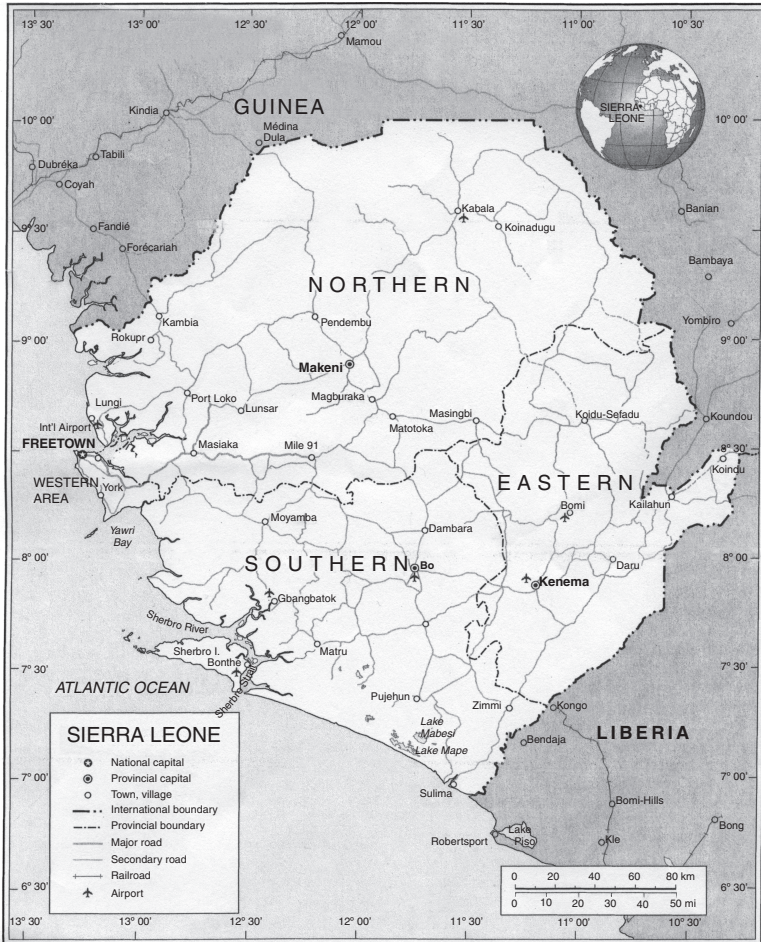 13° 30'
13° 00'
12° 30'
12° 00'
11° 30'
11° 00'
10° 30'
Mamou
SIERRA
LEONE
Kindia
GUINEA
10° 00'
10° 00'
Médina
Dula
Tabili
Dubréka
Coyah
Kabala
Banian
Koinadugu
Fandié
9° 30'
9° 30'
Forécariah
Bambaya
NORTHERN
Kambia
Pendembu
Yombiro
9° 00'
Rokupr
9° 00'
Makeni
Port Loko
Magburaka
Lungi
Lunsar
Matotoka
Masingbi
Koidu-Sefadu
Koundou
Int'l Airport
FREETOWN
Masiaka
Mile 91
8° 30'
8° 30'
Koindu
WESTERN
AREA
York
EASTERN
Kailahun
Bomi
Moyamba
Yawri
Bay
Dambara
8° 00'
SOUTHERN
Bo
Daru
8° 00'
Kenema
Gbangbatok
Sherbro River
Sherbro I.
Bonthe
Matru
7° 30'
7° 30'
Sherbro Strait
ATLANTIC OCEAN
Pujehun
Zimmi
Kongo
Lake
Mabesi
LIBERIA
Bendaja
Lake Mape
7° 00'
7° 00'
Sulima
Bomi-Hills
Bong
Robertsport
Lake
Piso
Kle
6° 30'
6° 30'
SIERRA LEONE
National capital
Provincial capital
Town, village
International boundary
Provincial boundary
Major road
Secondary road
Railroad
Airport
0 20 40 60 80 km
0 10 20 30 40 50 mi
13° 30'
13° 00'
12° 30'
12° 00'
11° 30'
11° 00'
10° 30'